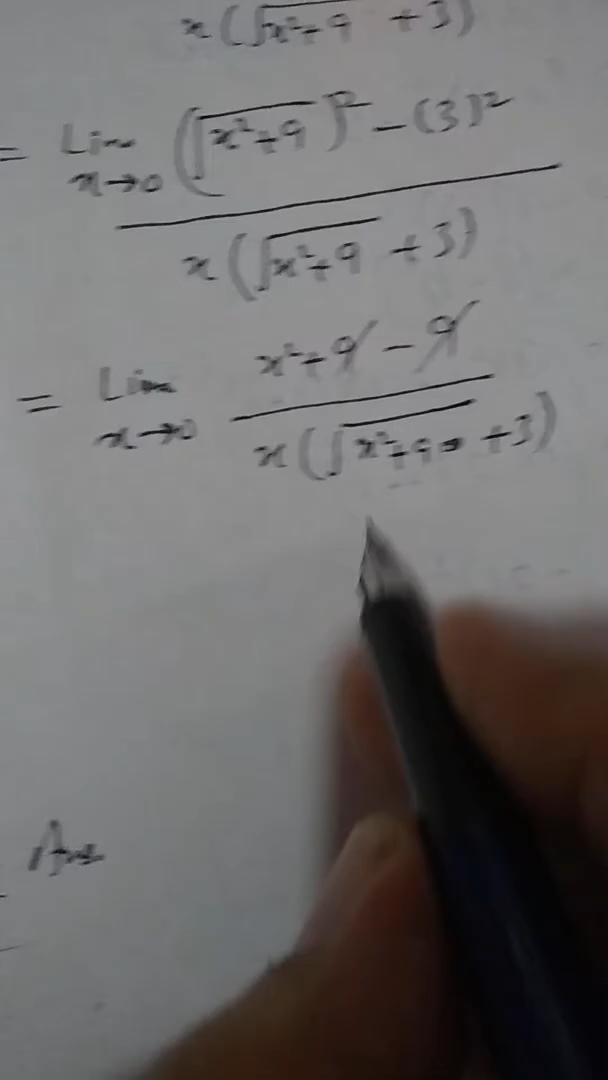 x(√x²+9 + 3)
= Lim x→0 (√x²+9)² - (3)² / x(√x²+9 + 3)
= Lim x→0 x²+9 - 9 / x(√x²+9 + 3)
Ans